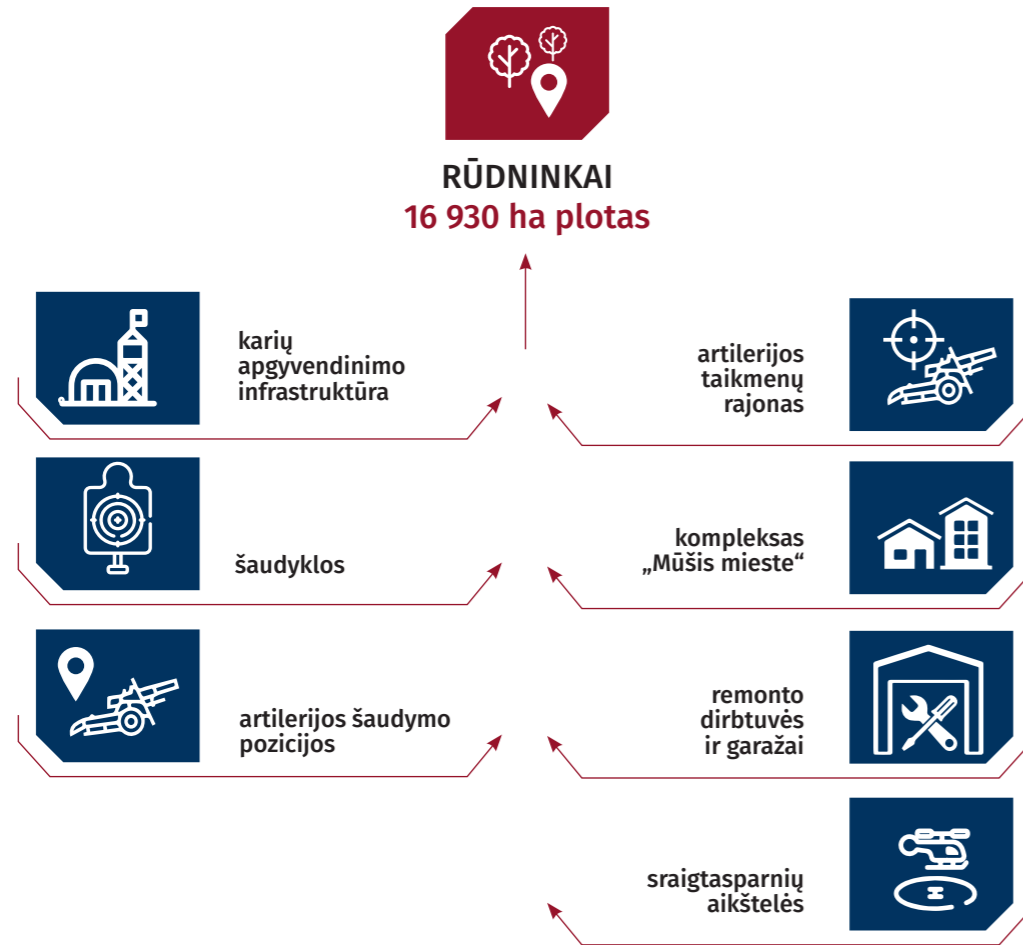 RŪDNINKAI
16 930 ha plotas
karių
apgyvendinimo
infrastruktūra
artilerijos
taikmenų
rajonas
šaudyklos
kompleksas
„Mūšis mieste“
artilerijos šaudymo
pozicijos
remonto
dirbtuvės
ir garažai
sraigtasparnių
aikštelės